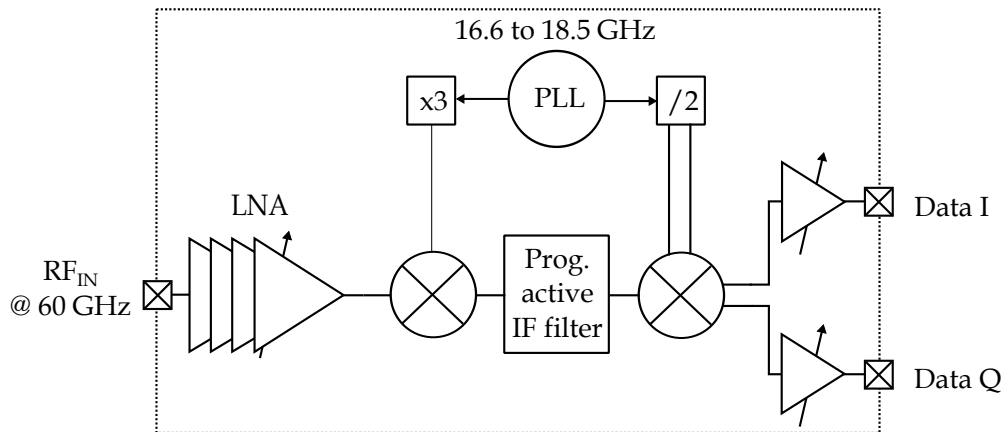 16.6 to 18.5 GHz
x3
PLL
/2
LNA
RF_IN
@ 60 GHz
Prog.
active
IF filter
Data I
Data Q